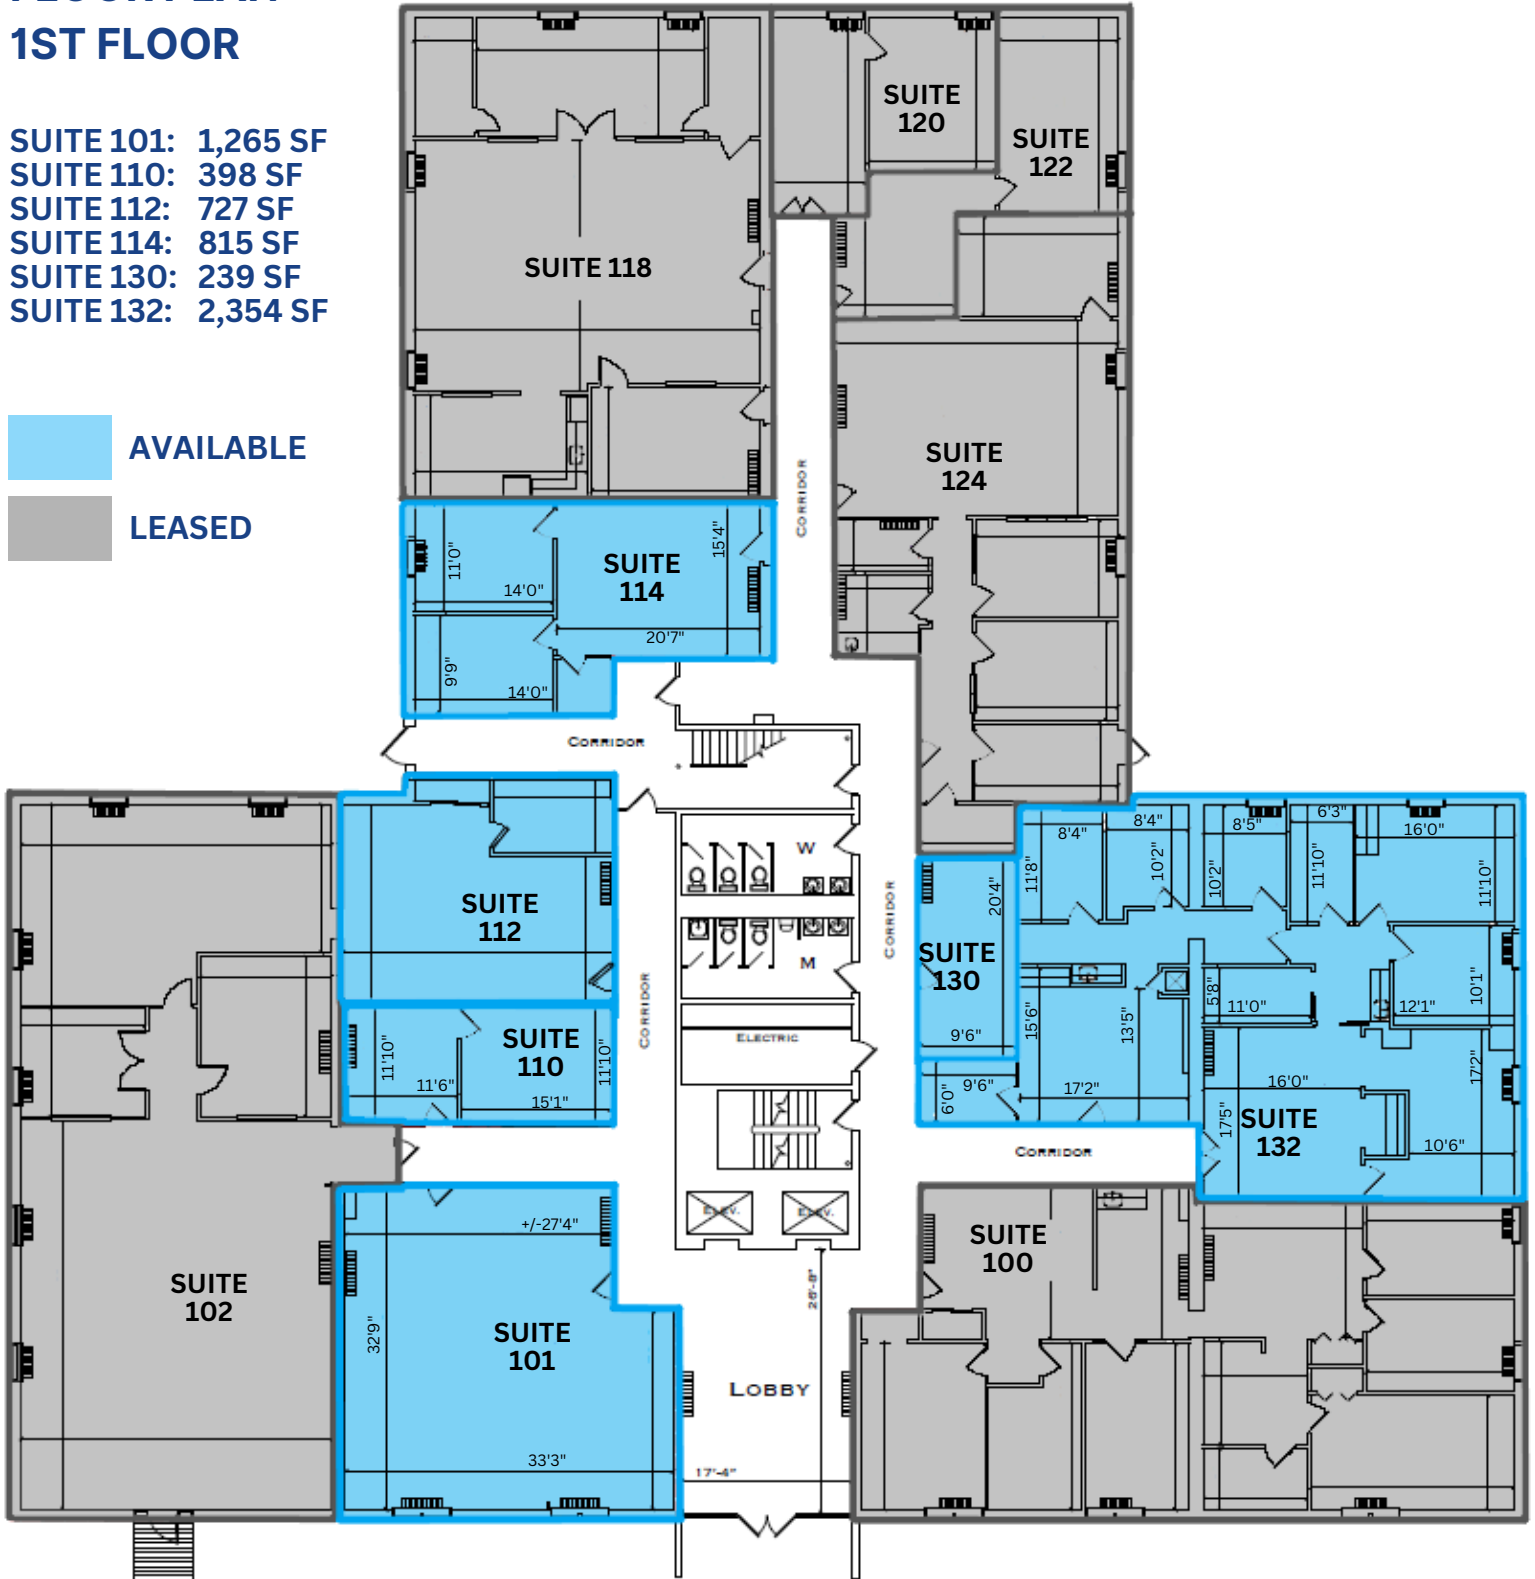 FLOOR PLAN
1ST FLOOR
SUITE 101: 1,265 SF
SUITE 110: 398 SF
SUITE 112: 727 SF
SUITE 114: 815 SF
SUITE 130: 239 SF
SUITE 132: 2,354 SF
AVAILABLE
LEASED
SUITE
120
SUITE
122
SUITE 118
SUITE
124
CORRIDOR
SUITE
114
11'0"
14'0"
15'4"
20'7"
9'9"
14'0"
CORRIDOR
SUITE
112
W
M
CORRIDOR
CORRIDOR
ELECTRIC
SUITE
110
11'10"
11'6"
15'1"
11'10"
SUITE
130
20'4"
9'6"
8'4"
11'8"
8'4"
10'2"
8'5"
10'2"
6'3"
11'10"
16'0"
11'10"
5'8"
11'0"
12'1"
10'1"
15'6"
13'5"
17'2"
9'6"
6'0"
16'0"
17'5"
17'2"
10'6"
SUITE
132
CORRIDOR
ELEV.
ELEV.
SUITE
102
+/-27'4"
32'9"
SUITE
101
33'3"
SUITE
100
26'-8"
LOBBY
17'-4"